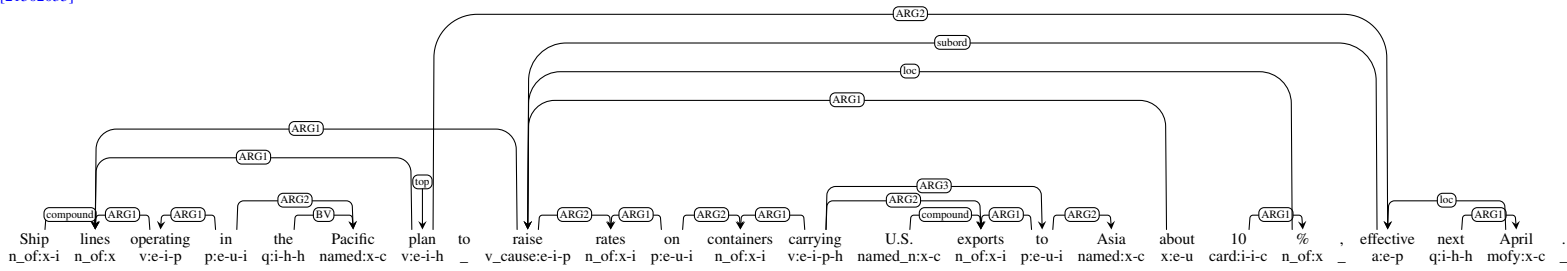 ARG2
subord
loc
ARG1
ARG1
ARG1
top
ARG3
ARG2 ARG2 loc
compound ARG1 ARG1 BV ARG2 ARG1 ARG2 ARG1 compound ARG1 ARG2 ARG1 ARG1
Ship lines operating in the Pacific plan to raise rates on containers carrying U.S. exports to Asia about 10 % , effective next April .
n_of:x-i n_of:x v:e-i-p p:e-u-i q:i-h-h named:x-c v:e-i-h _ v_cause:e-i-p n_of:x-i p:e-u-i n_of:x-i v:e-i-p-h named_n:x-c n_of:x-i p:e-u-i named:x-c x:e-u card:i-i-c n_of:x _ a:e-p q:i-h-h mofy:x-c _